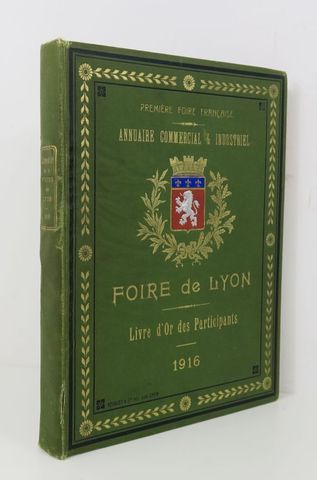 PREMIÈRE FOIRE FRANÇAISE
ANNUAIRE COMMERCIAL & INDUSTRIEL
FOIRE de LYON
Livre d'Or des Participants
1916